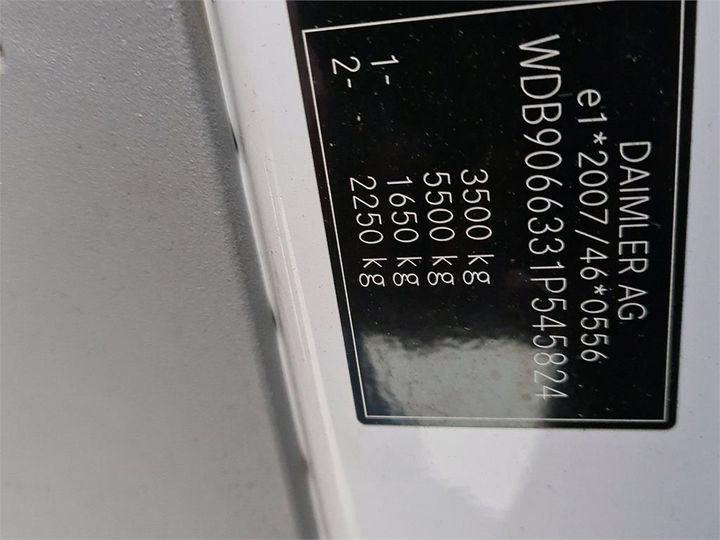 DAIMLER AG
e1*2007/46*0556
WDB9066331P545824
3500 kg
5500 kg
1- 1650 kg
2- 2250 kg